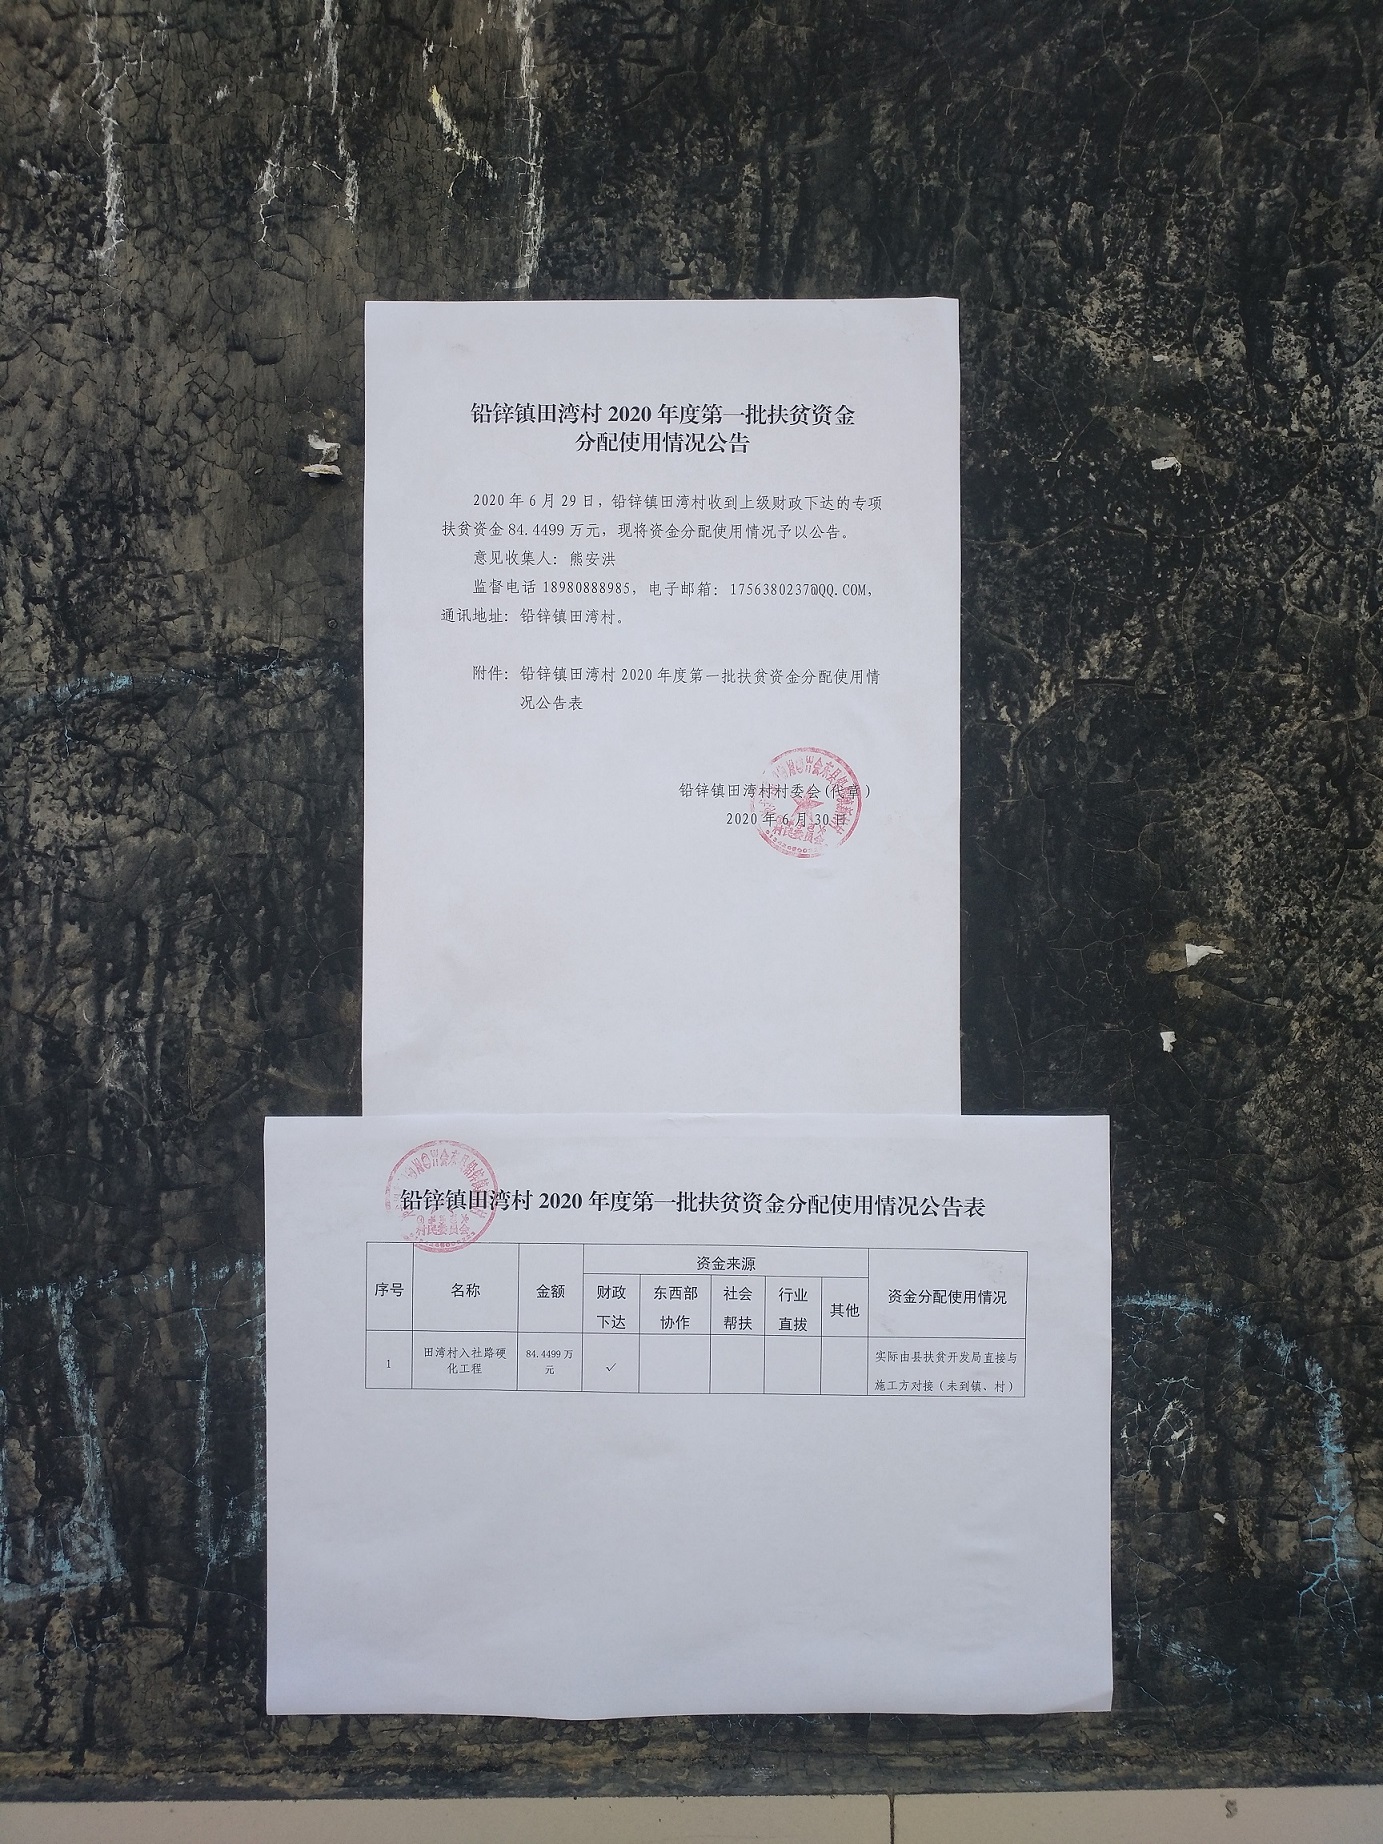 铅锌镇田湾村 2020 年度第一批扶贫资金
分配使用情况公告
2020 年 6 月 29 日，铅锌镇田湾村收到上级财政下达的专项
扶贫资金 84.4499 万元，现将资金分配使用情况予以公告。
意见收集人：熊安洪
监督电话 18980888985，电子邮箱：1756380237@QQ.COM，
通讯地址：铅锌镇田湾村。
附件：铅锌镇田湾村 2020 年度第一批扶贫资金分配使用情
况公告表
铅锌镇田湾村村委会(代章)
2020 年 6 月 30 日
村民委员会
铅锌镇田湾村 2020 年度第一批扶贫资金分配使用情况公告表
村民委员会
序号 名称 金额 资金来源 资金分配使用情况
财政 东西部 社会 行业 其他
下达 协作 帮扶 直拨
1 田湾村入社路硬 84.4499 万 ✓ 实际由县扶贫开发局直接与
化工程 元 施工方对接（未到镇、村）